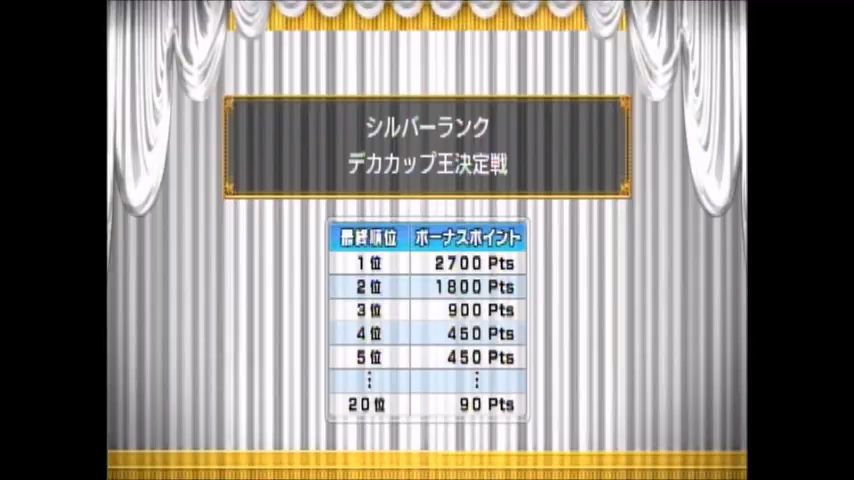 シルバーランク
デカカップ王決定戦
最終順位 ボーナスポイント
1位 2700 Pts
2位 1800 Pts
3位 900 Pts
4位 450 Pts
5位 450 Pts
⋮ ⋮
20位 90 Pts